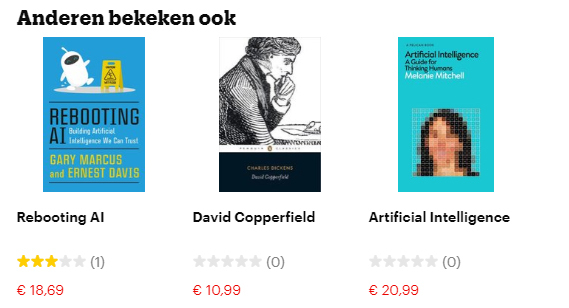 Anderen bekeken ook
REBOOTING
AI
Building Artificial
Intelligence We Can Trust
GARY MARCUS
and ERNEST DAVIS
PENGUIN CLASSICS
CHARLES DICKENS
David Copperfield
A PELICAN BOOK
Artificial Intelligence
A Guide for
Thinking Humans
Melanie Mitchell
Rebooting AI
David Copperfield
Artificial Intelligence
(1)
(0)
(0)
€ 18,69
€ 10,99
€ 20,99